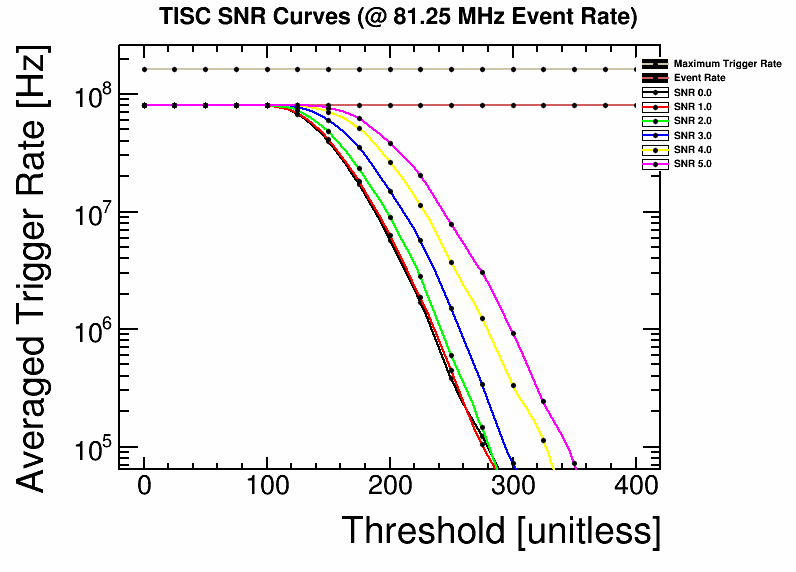 TISC SNR Curves (@ 81.25 MHz Event Rate)
Averaged Trigger Rate [Hz]
10^8
10^7
10^6
10^5
0 100 200 300 400
Threshold [unitless]
Maximum Trigger Rate
Event Rate
SNR 0.0
SNR 1.0
SNR 2.0
SNR 3.0
SNR 4.0
SNR 5.0